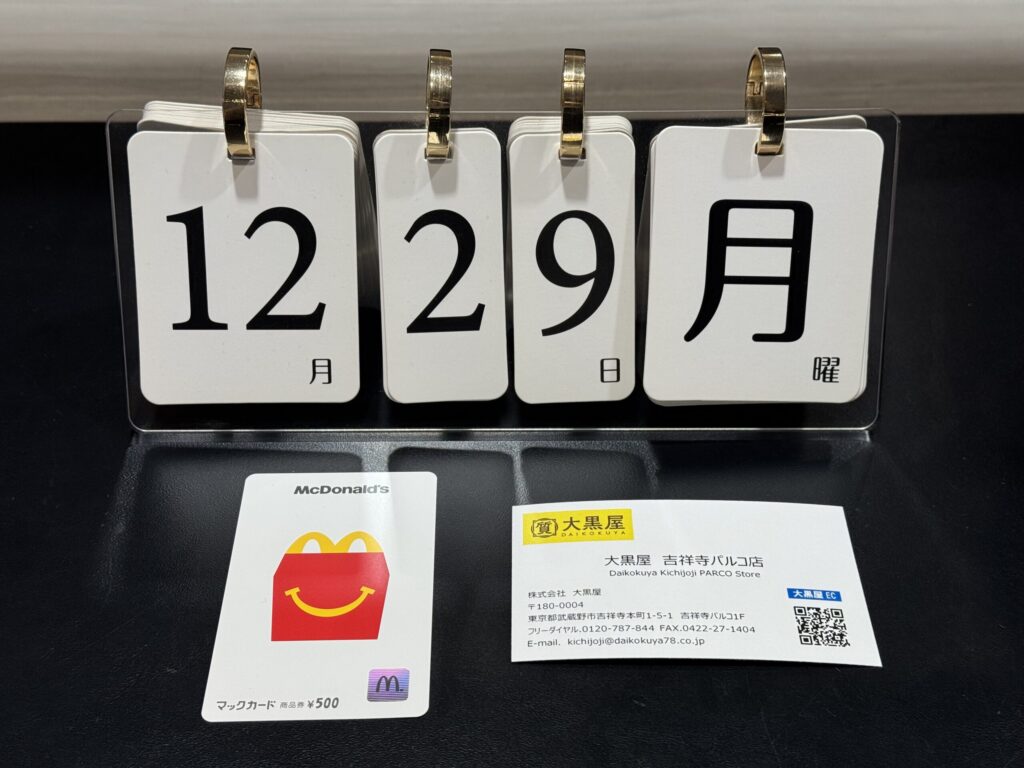 12 29 月
月 日 曜
McDonald's
マックカード 商品券 ¥500
質 大黒屋
DAIKOKUYA
大黒屋 吉祥寺パルコ店
Daikokuya Kichijoji PARCO Store
株式会社 大黒屋
〒180-0004
東京都武蔵野市吉祥寺本町1-5-1 吉祥寺パルコ1F
フリーダイヤル.0120-787-844 FAX.0422-27-1404
E-mail. kichijoji@daikokuya78.co.jp
大黒屋 EC